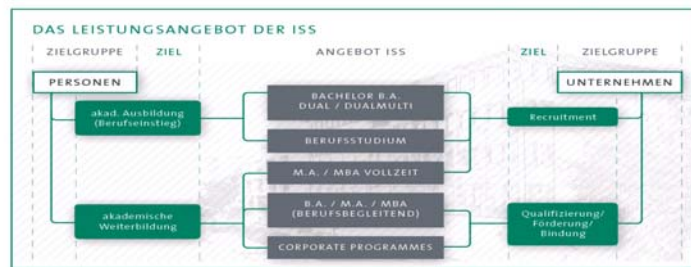 DAS LEISTUNGSANGEBOT DER ISS
ZIELGRUPPE
ZIEL
ANGEBOT ISS
ZIEL
ZIELGRUPPE
PERSONEN
UNTERNEHMEN
akad. Ausbildung
(Berufseinstieg)
BACHELOR B.A.
DUAL / DUALMULTI
Recruitment
BERUFSSTUDIUM
M.A. / MBA VOLLZEIT
akademische
Weiterbildung
B.A. / M.A. / MBA
(BERUFSBEGLEITEND)
Qualifizierung/
Förderung/
Bindung
CORPORATE PROGRAMMES